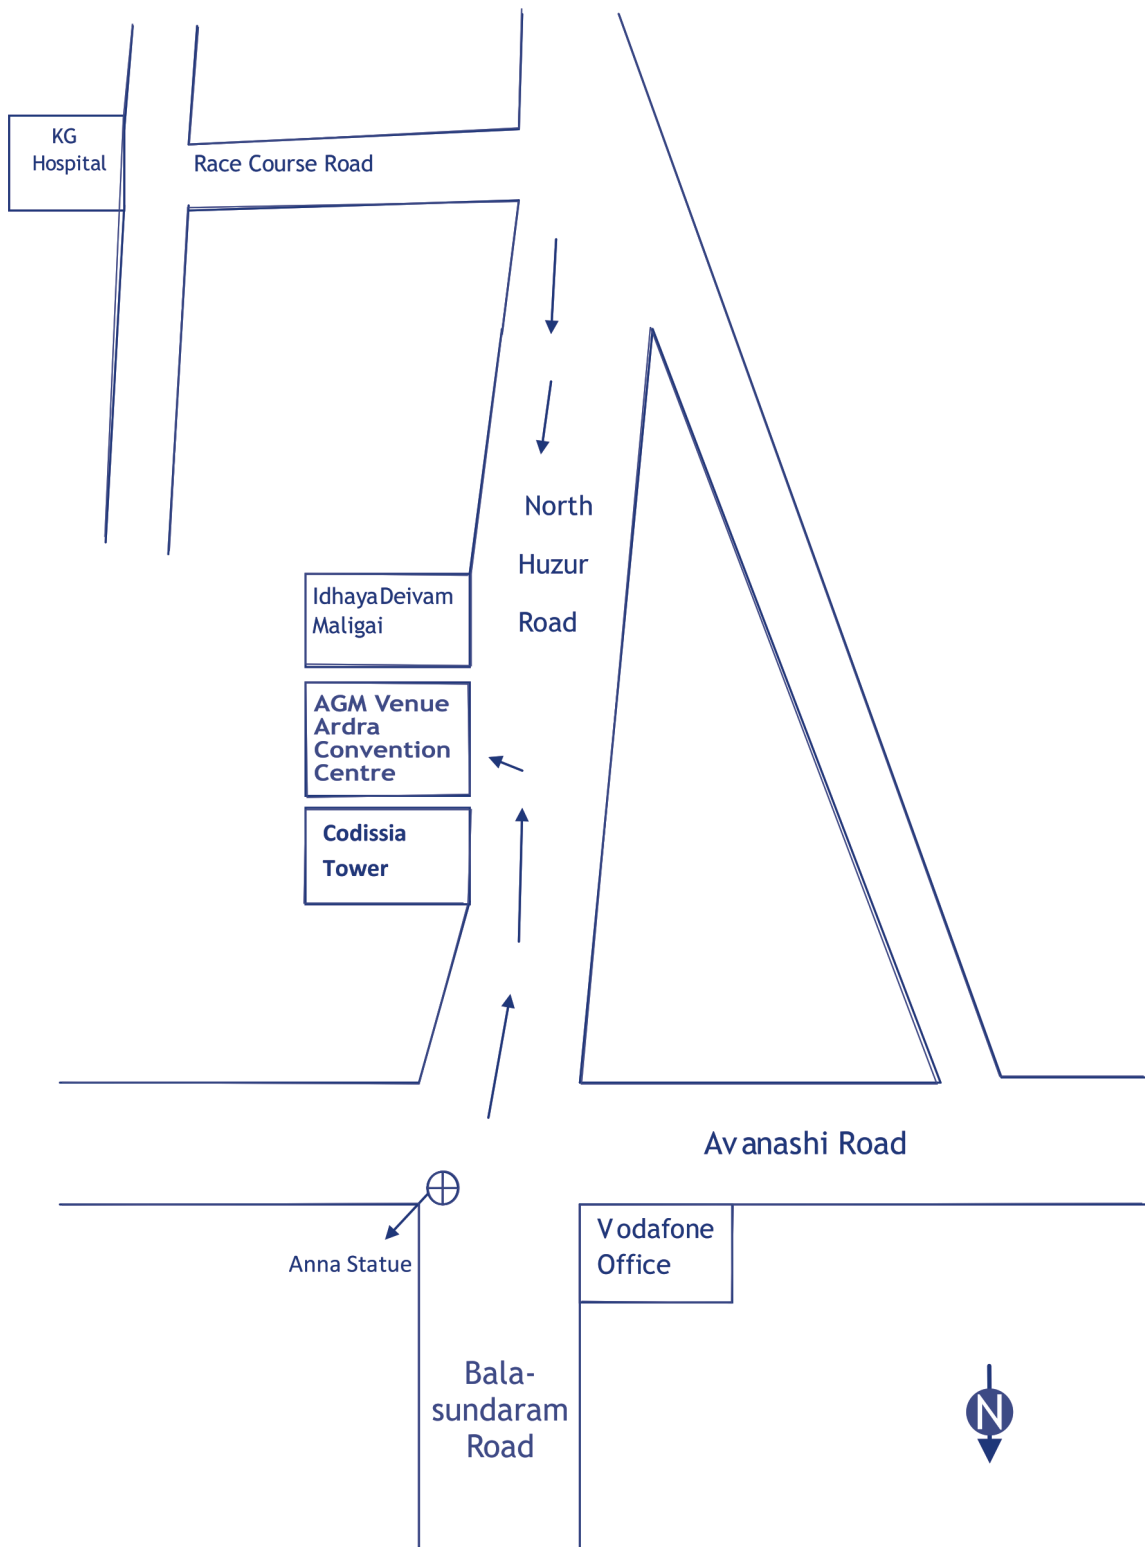 KG
Hospital
Race Course Road
North
Huzur
Road
IdhayaDeivam
Maligai
AGM Venue
Ardra
Convention
Centre
Codissia
Tower
Avanashi Road
Anna Statue
Vodafone
Office
Bala-
sundaram
Road
N